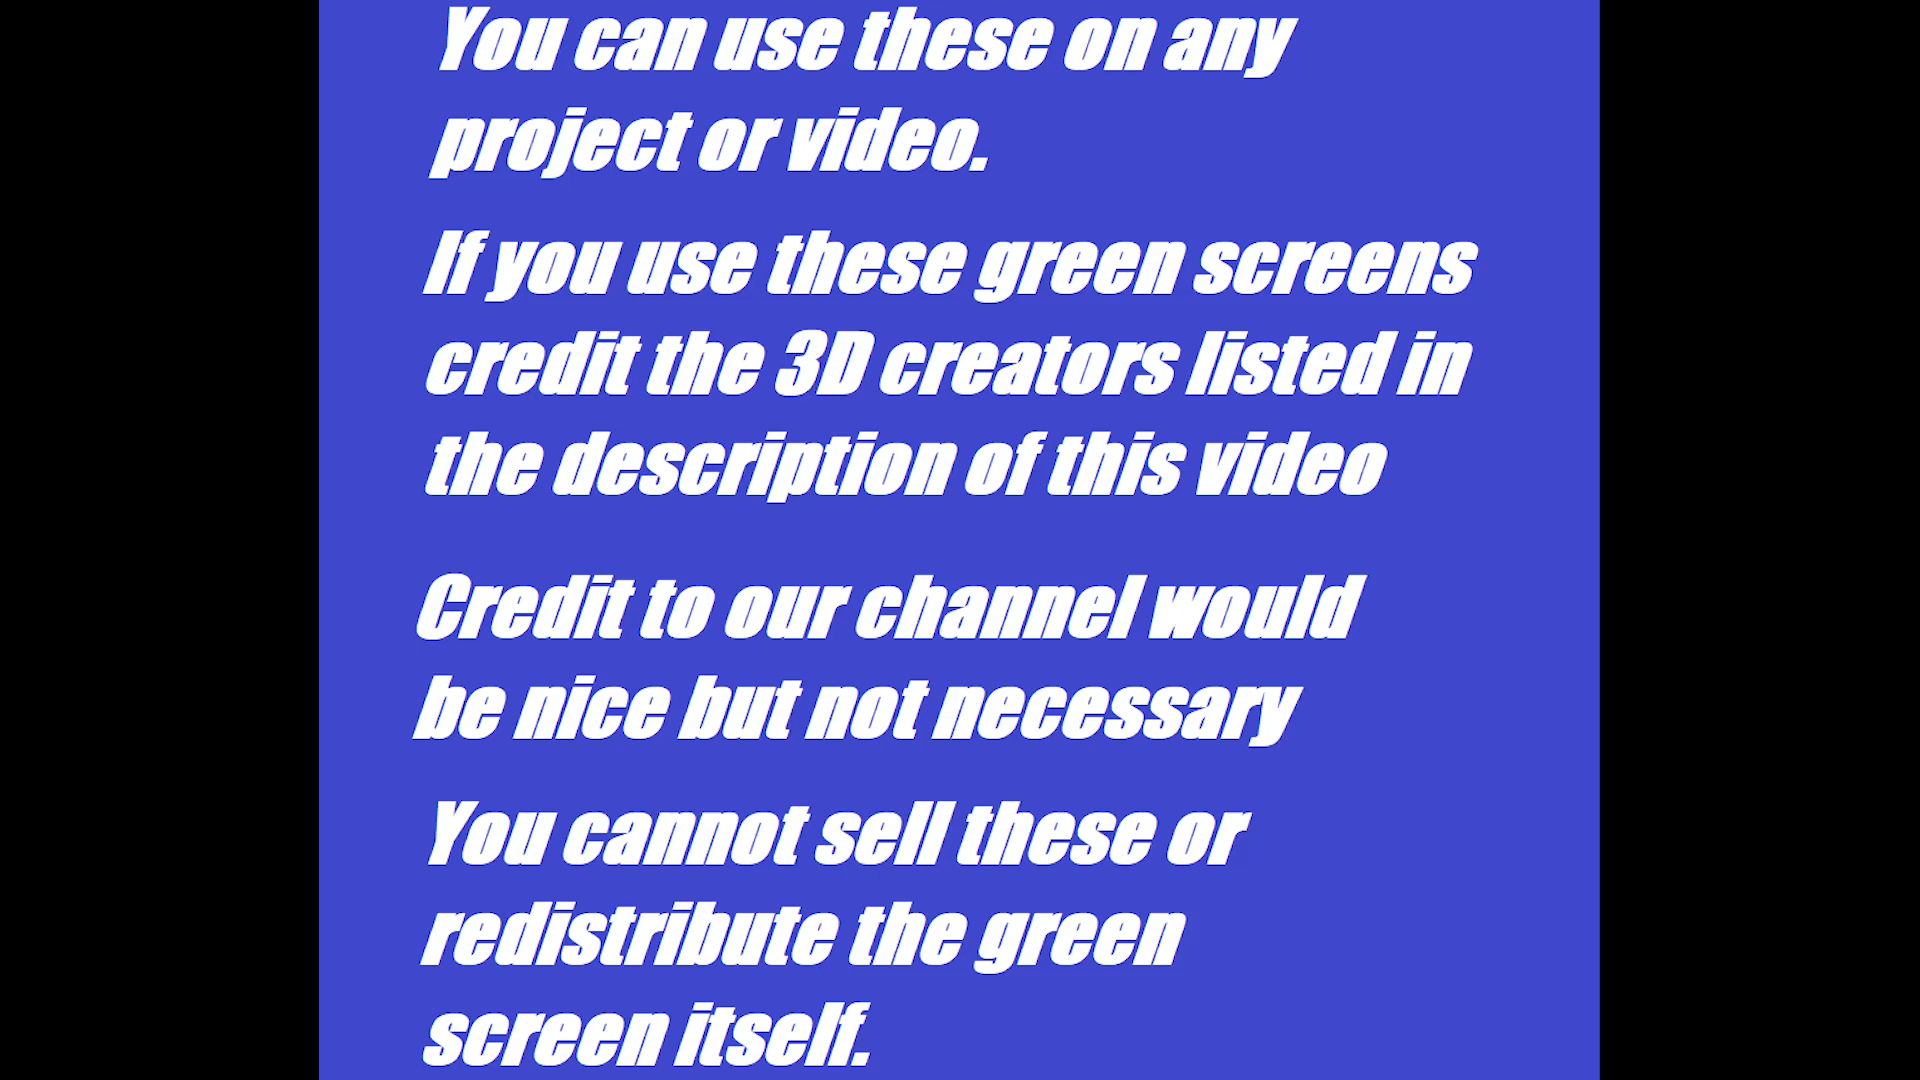 You can use these on any
project or video.
If you use these green screens
credit the 3D creators listed in
the description of this video
Credit to our channel would
be nice but not necessary
You cannot sell these or
redistribute the green
screen itself.